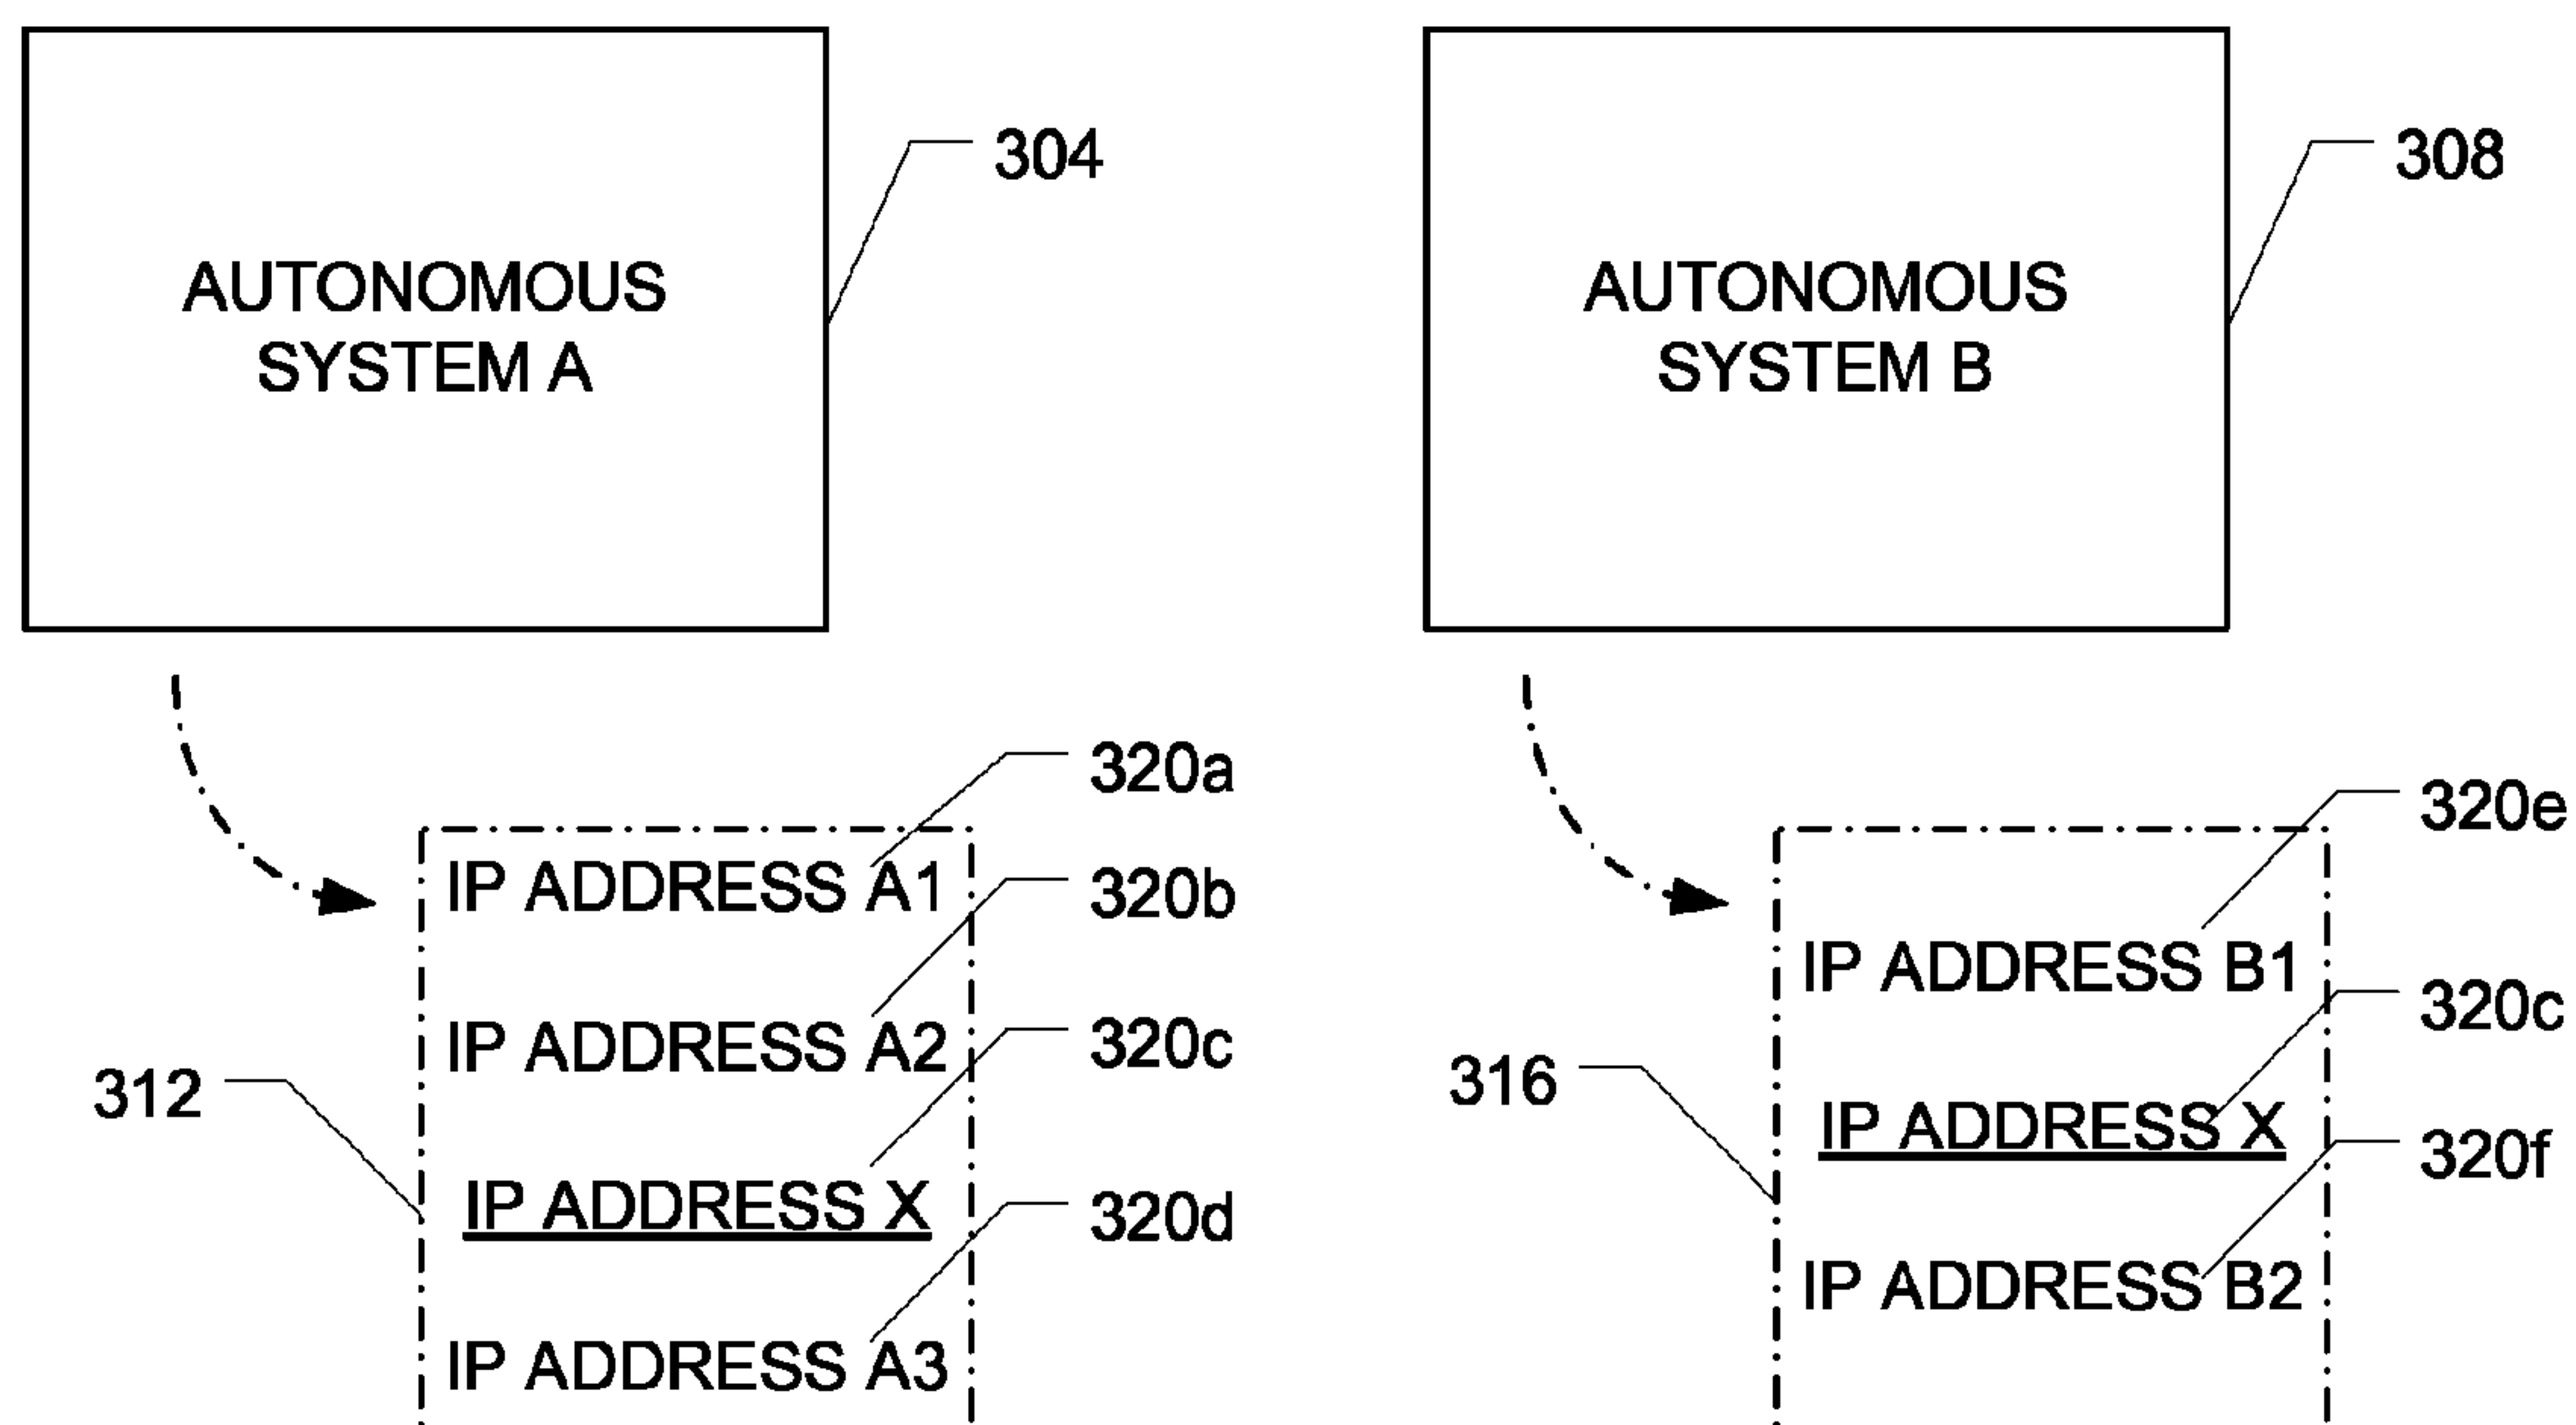 AUTONOMOUS
SYSTEM A
304
AUTONOMOUS
SYSTEM B
308
320a
IP ADDRESS A1
320b
IP ADDRESS A2
320c
312
IP ADDRESS X
320d
IP ADDRESS A3
320e
IP ADDRESS B1
320c
316
IP ADDRESS X
320f
IP ADDRESS B2